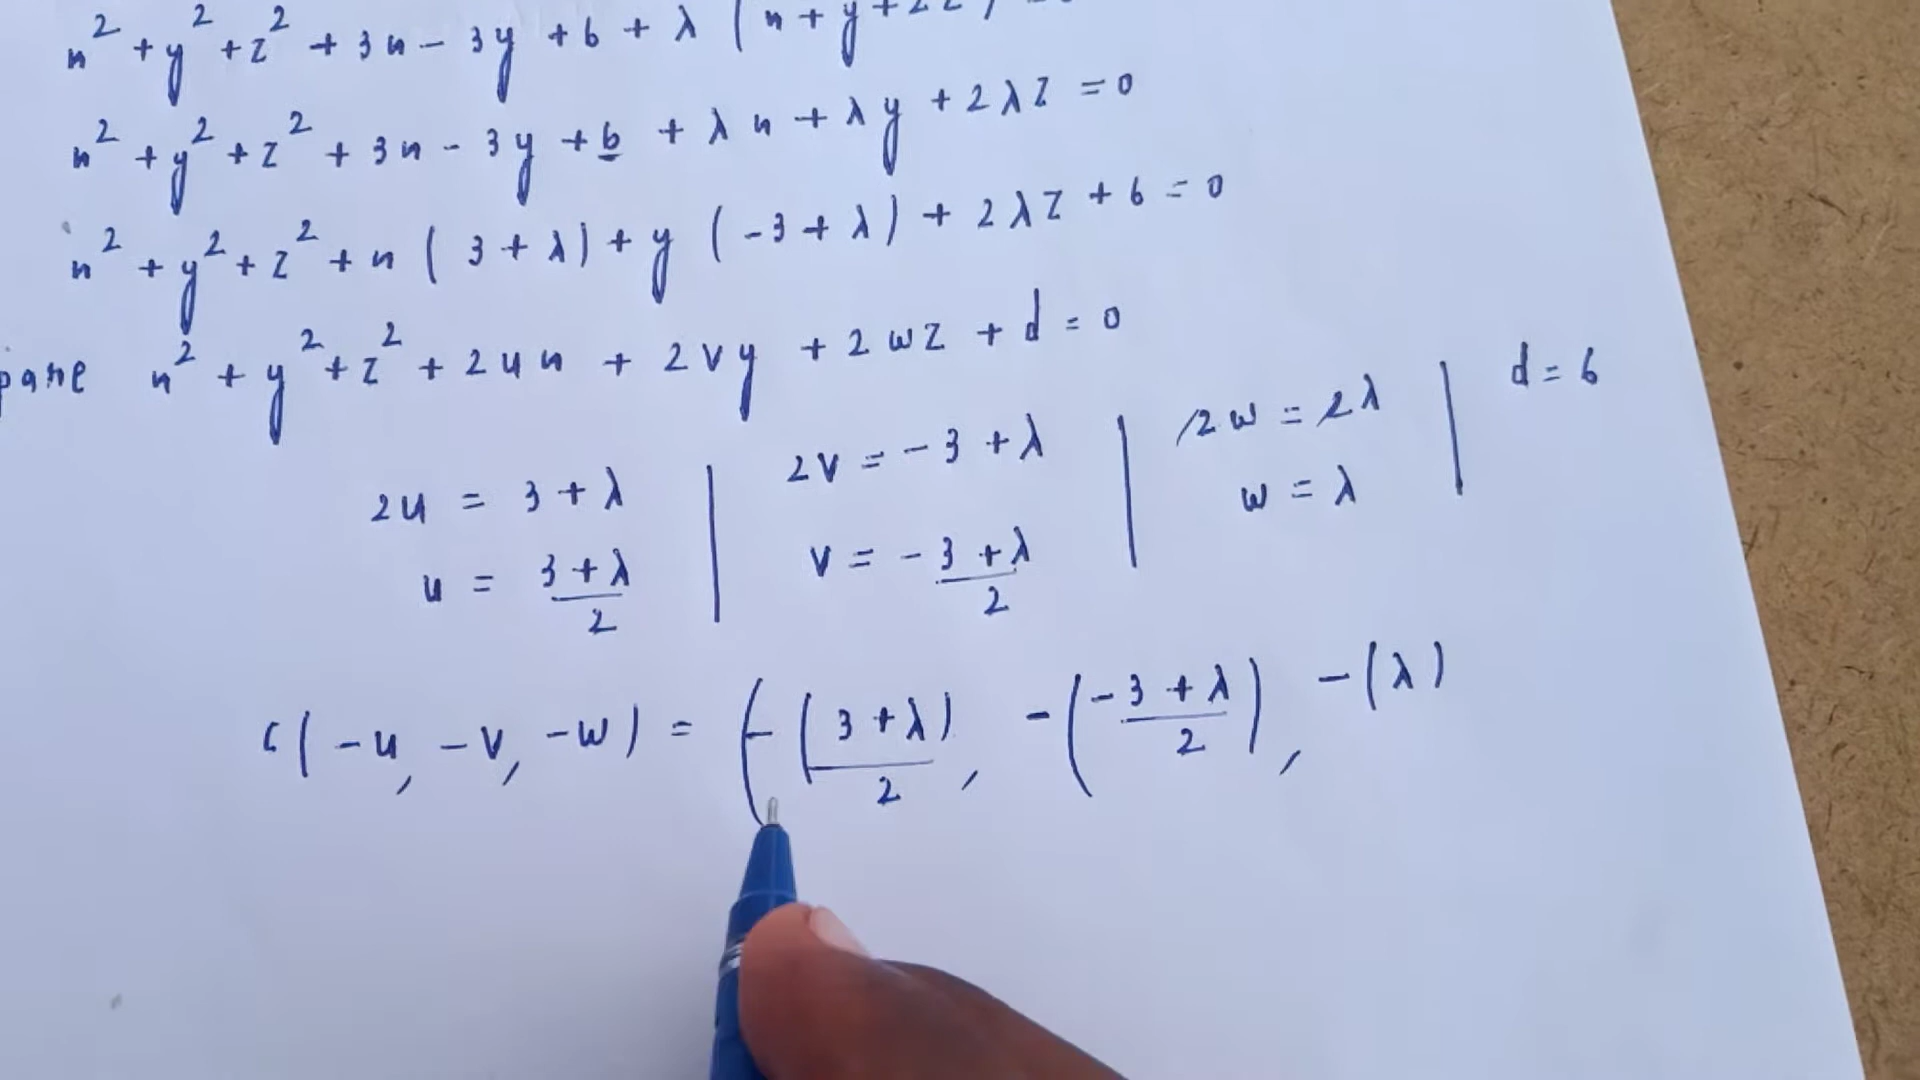 x² + y² + z² + 3x - 3y + 6 + λ (x + y + 2z)
x² + y² + z² + 3x - 3y + 6 + λx + λy + 2λz = 0
x² + y² + z² + x (3 + λ) + y (-3 + λ) + 2λz + 6 = 0
pare x² + y² + z² + 2ux + 2vy + 2wz + d = 0
2u = 3 + λ | 2v = -3 + λ | 2w = 2λ | d = 6
u = 3 + λ / 2 | v = -3 + λ / 2 | w = λ
c(-u, -v, -w) = (-(3 + λ)/2, -(-3 + λ / 2), -(λ)